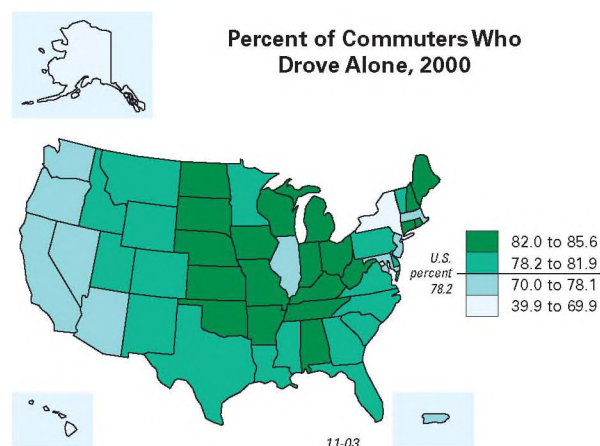 Percent of Commuters Who
Drove Alone, 2000
82.0 to 85.6
U.S.
percent
78.2
78.2 to 81.9
70.0 to 78.1
39.9 to 69.9
11-03